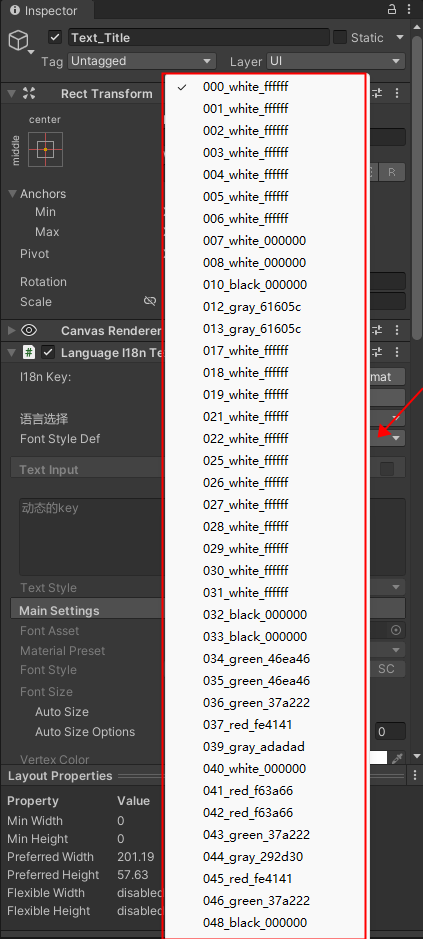 Inspector
Text_Title
Static
Tag
Untagged
Layer
UI
Rect Transform
center
middle
R
Anchors
Min
Max
Pivot
Rotation
Scale
Canvas Renderer
Language I18n Te
I18n Key:
mat
语言选择
Font Style Def
Text Input
动态的key
Text Style
Main Settings
Font Asset
Material Preset
Font Style
SC
Font Size
Auto Size
Auto Size Options
0
Vertex Color
000_white_ffffff
001_white_ffffff
002_white_ffffff
003_white_ffffff
004_white_ffffff
005_white_ffffff
006_white_ffffff
007_white_000000
008_white_000000
010_black_000000
012_gray_61605c
013_gray_61605c
017_white_ffffff
018_white_ffffff
019_white_ffffff
021_white_ffffff
022_white_ffffff
025_white_ffffff
026_white_ffffff
027_white_ffffff
028_white_ffffff
029_white_ffffff
030_white_ffffff
031_white_ffffff
032_black_000000
033_black_000000
034_green_46ea46
035_green_46ea46
036_green_37a222
037_red_fe4141
039_gray_adadad
040_white_000000
041_red_f63a66
042_red_f63a66
043_green_37a222
044_gray_292d30
045_red_fe4141
046_green_37a222
048_black_000000
Layout Properties
Property Value
Min Width 0
Min Height 0
Preferred Width 201.19
Preferred Height 57.63
Flexible Width disabled
Flexible Height disabled